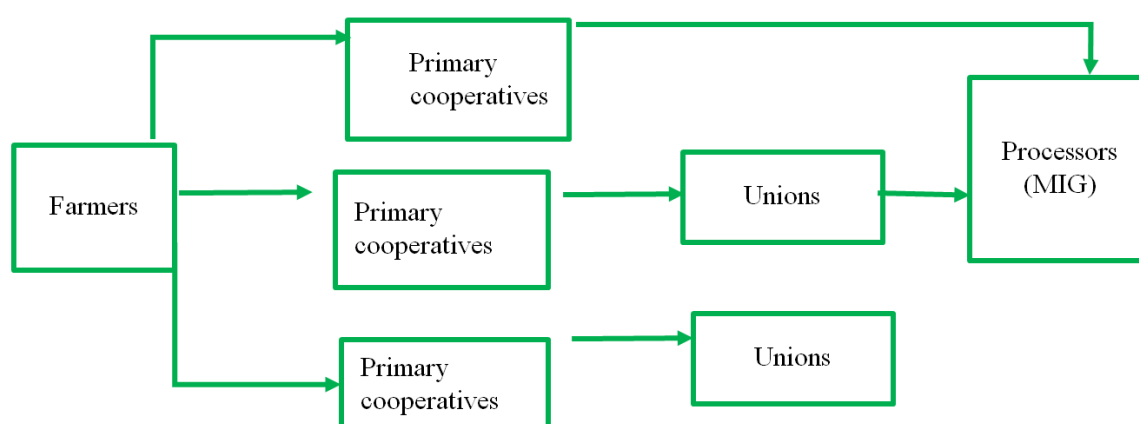 Primary
cooperatives
Processors
(MIG)
Farmers
Primary
cooperatives
Unions
Primary
cooperatives
Unions